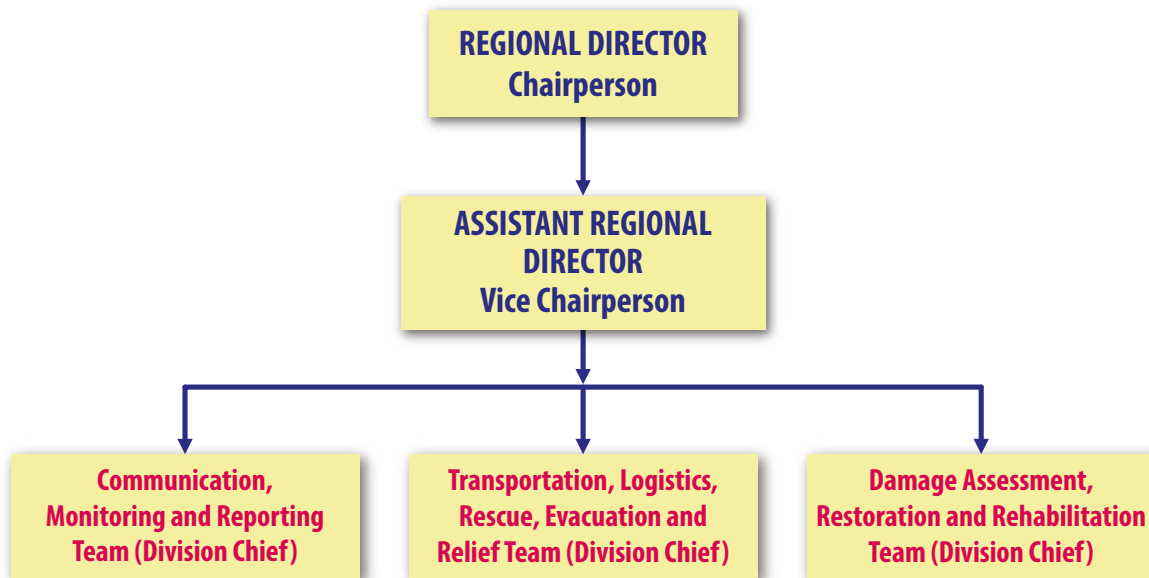 REGIONAL DIRECTOR
Chairperson
ASSISTANT REGIONAL
DIRECTOR
Vice Chairperson
Communication,
Monitoring and Reporting
Team (Division Chief)
Transportation, Logistics,
Rescue, Evacuation and
Relief Team (Division Chief)
Damage Assessment,
Restoration and Rehabilitation
Team (Division Chief)